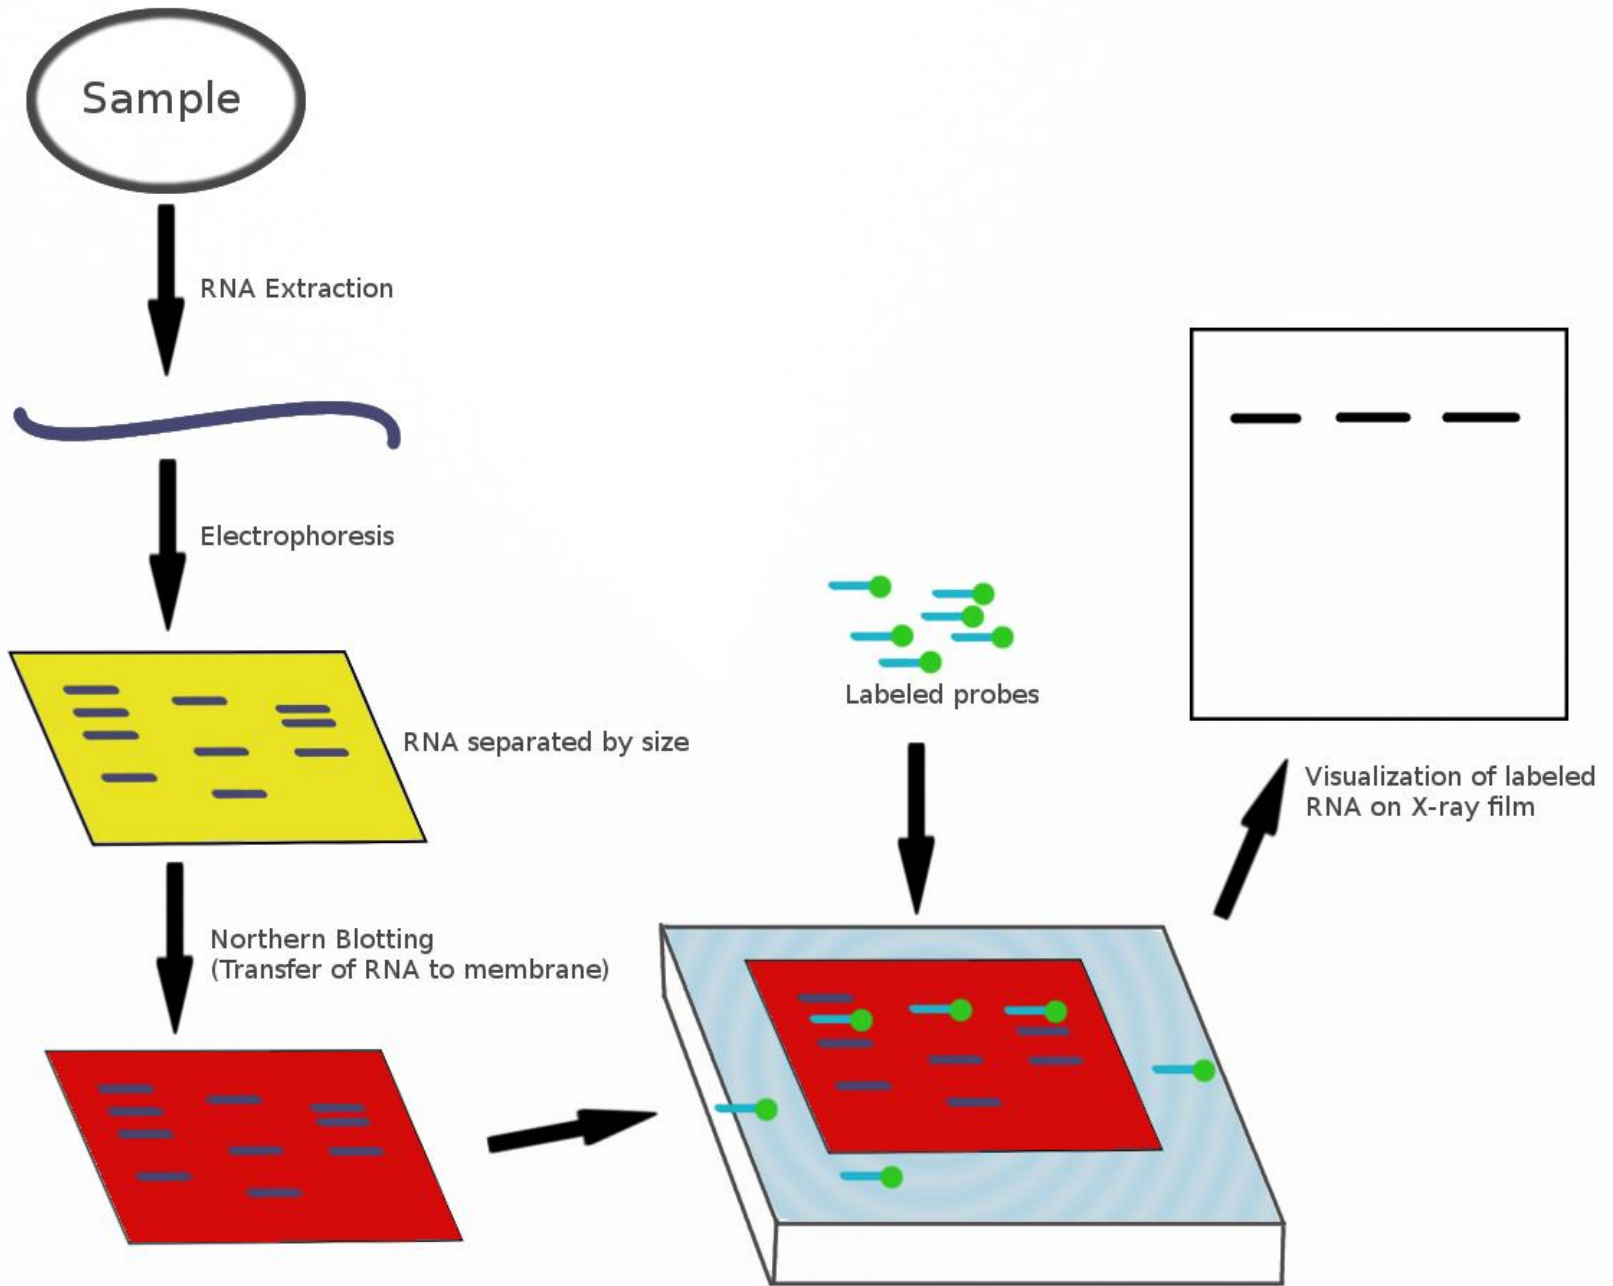 Sample
RNA Extraction
Electrophoresis
RNA separated by size
Northern Blotting
(Transfer of RNA to membrane)
Labeled probes
Visualization of labeled
RNA on X-ray film